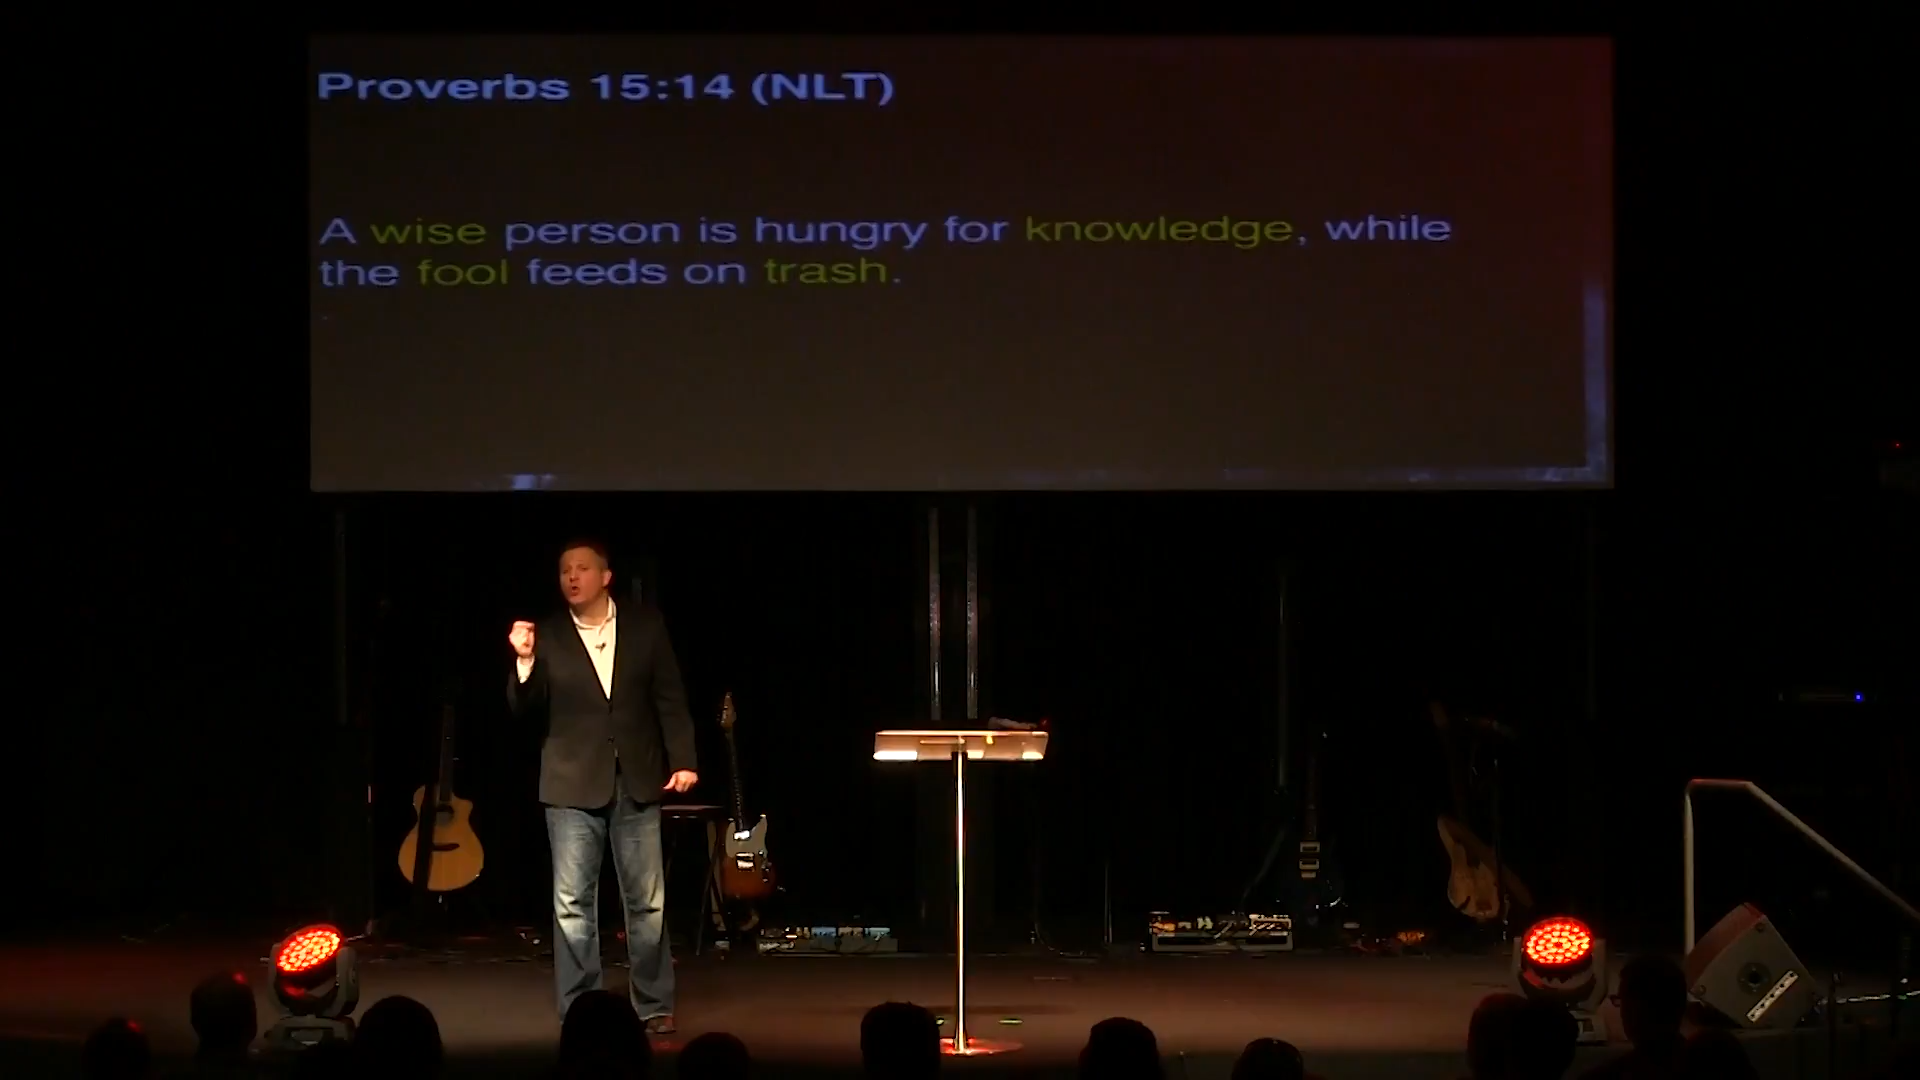 Proverbs 15:14 (NLT)
A wise person is hungry for knowledge, while
the fool feeds on trash.